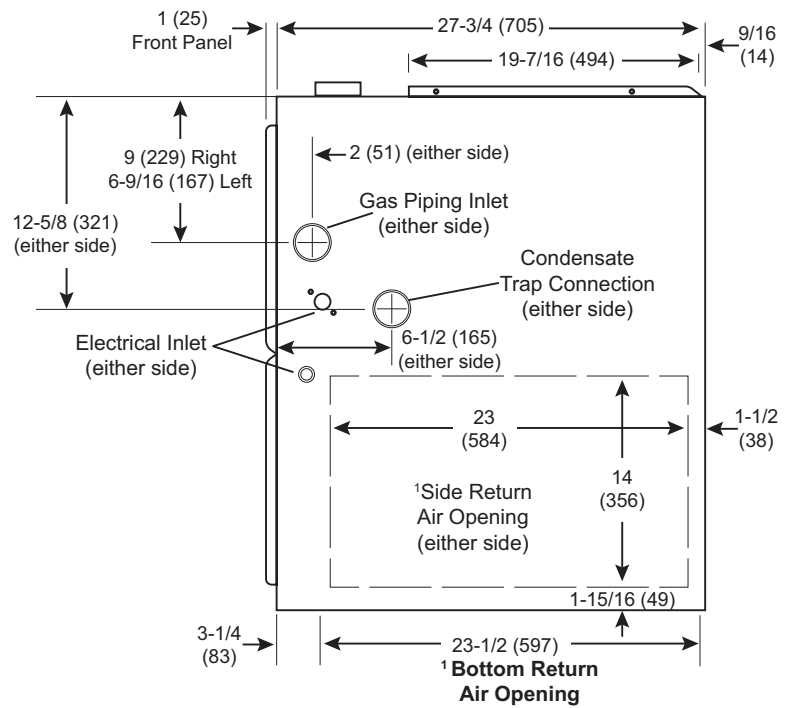 1 (25)
Front Panel
27-3/4 (705)
9/16
(14)
19-7/16 (494)
9 (229) Right
6-9/16 (167) Left
2 (51) (either side)
12-5/8 (321)
(either side)
Gas Piping Inlet
(either side)
Condensate
Trap Connection
(either side)
Electrical Inlet
(either side)
6-1/2 (165)
(either side)
23
(584)
1-1/2
(38)
14
(356)
¹Side Return
Air Opening
(either side)
1-15/16 (49)
3-1/4
(83)
23-1/2 (597)
¹ Bottom Return
Air Opening